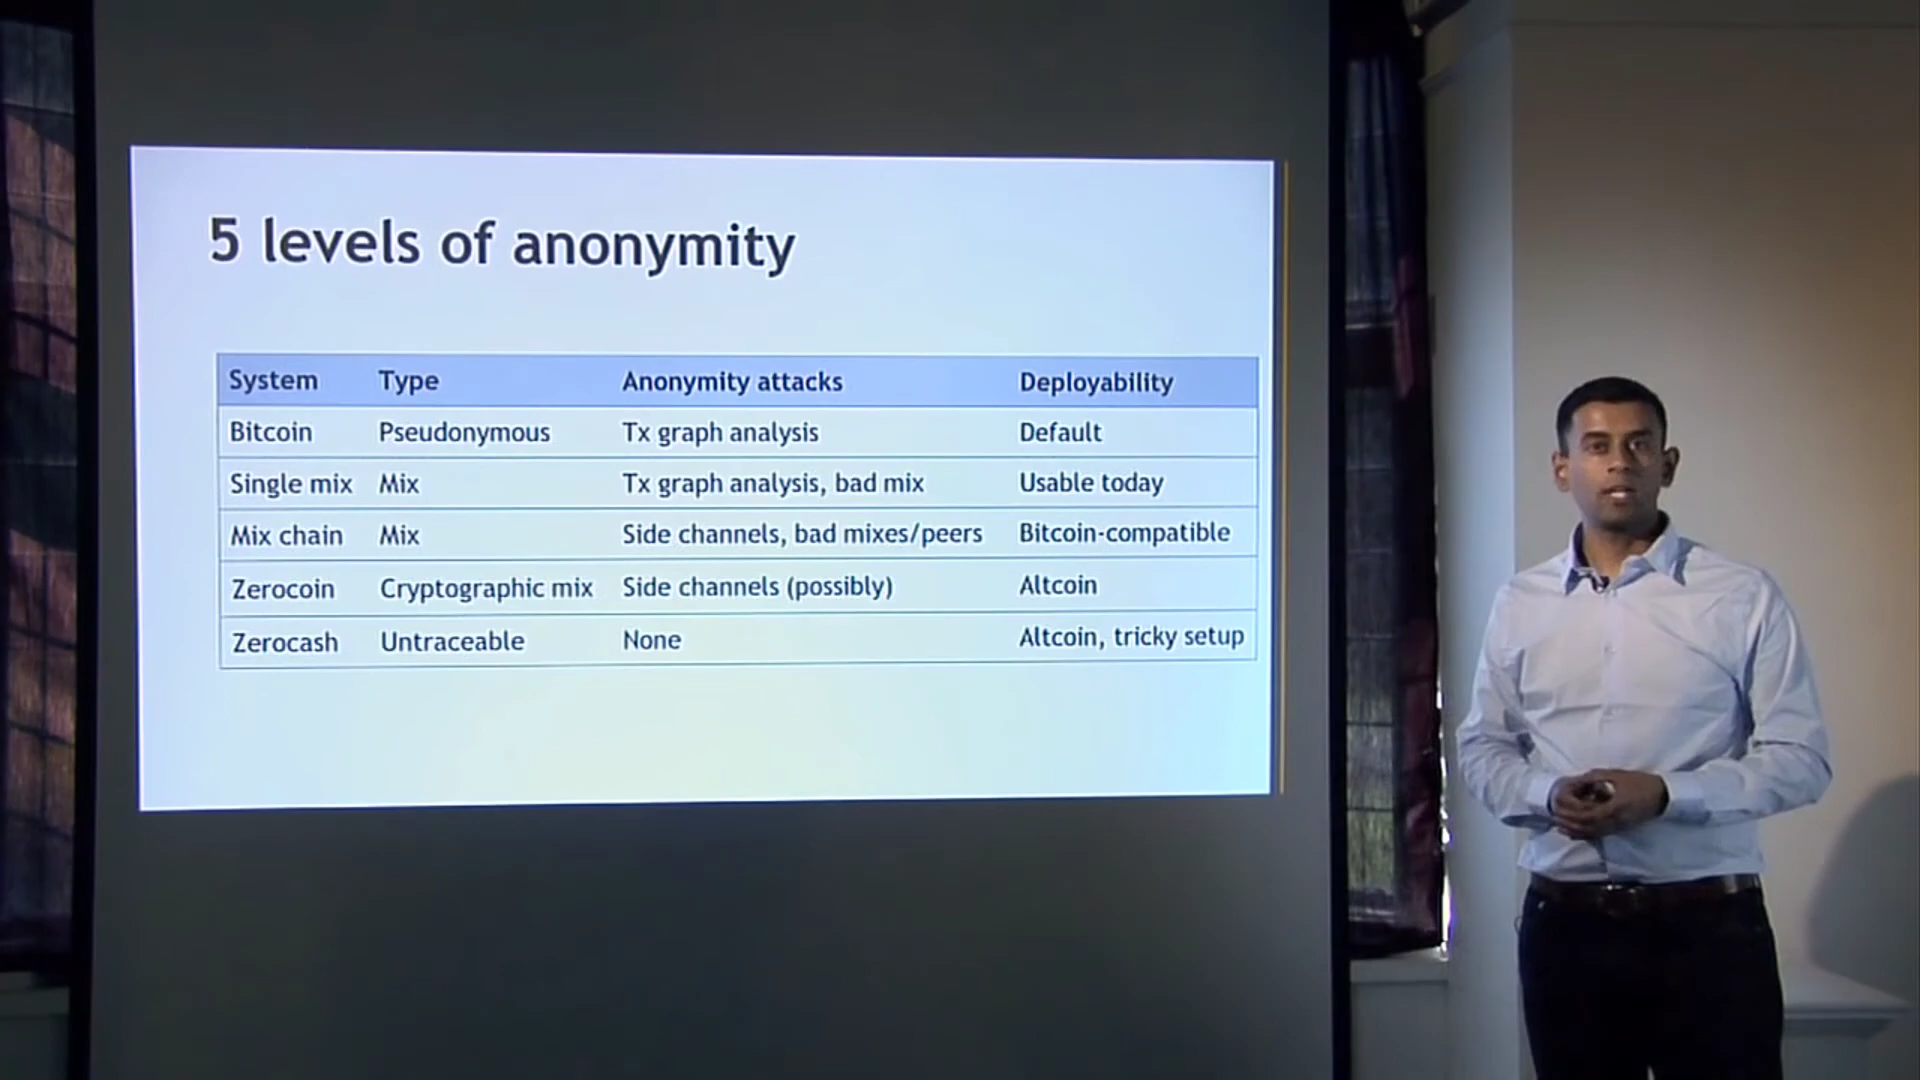 5 levels of anonymity
System Type Anonymity attacks Deployability
Bitcoin Pseudonymous Tx graph analysis Default
Single mix Mix Tx graph analysis, bad mix Usable today
Mix chain Mix Side channels, bad mixes/peers Bitcoin-compatible
Zerocoin Cryptographic mix Side channels (possibly) Altcoin
Zerocash Untraceable None Altcoin, tricky setup